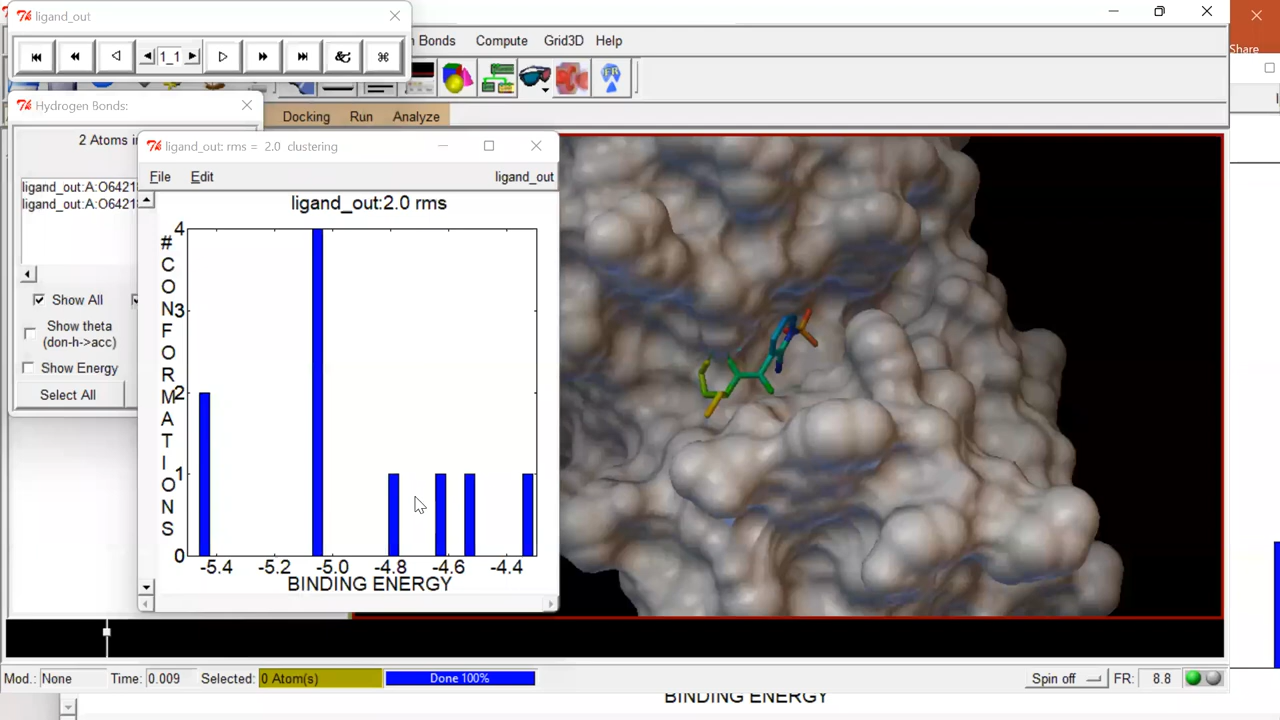 ligand_out
1_1
n Bonds Compute Grid3D Help
Share
Hydrogen Bonds:
Docking Run Analyze
2 Atoms in
ligand_out: rms = 2.0 clustering
File Edit ligand_out
ligand_out:A:O6421
ligand_out:A:O6421
ligand_out:2.0 rms
Show All
Show theta
(don-h->acc)
Show Energy
Select All
#CONFORMATIONS
4
3
2
1
0
-5.4 -5.2 -5.0 -4.8 -4.6 -4.4
BINDING ENERGY
Mod.: None Time: 0.009 Selected: 0 Atom(s) Done 100% Spin off FR: 8.8
BINDING ENERGY